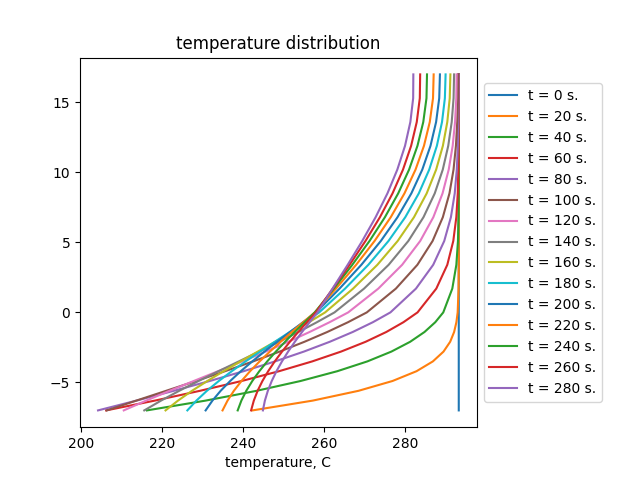 temperature distribution
15
10
5
0
−5
200
220
240
260
280
temperature, C
t = 0 s.
t = 20 s.
t = 40 s.
t = 60 s.
t = 80 s.
t = 100 s.
t = 120 s.
t = 140 s.
t = 160 s.
t = 180 s.
t = 200 s.
t = 220 s.
t = 240 s.
t = 260 s.
t = 280 s.